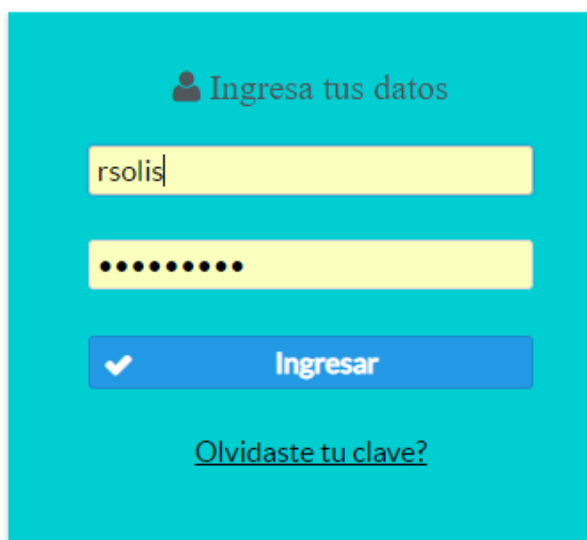 Ingresa tus datos
rsolis
•••••••••
Ingresar
Olvidaste tu clave?